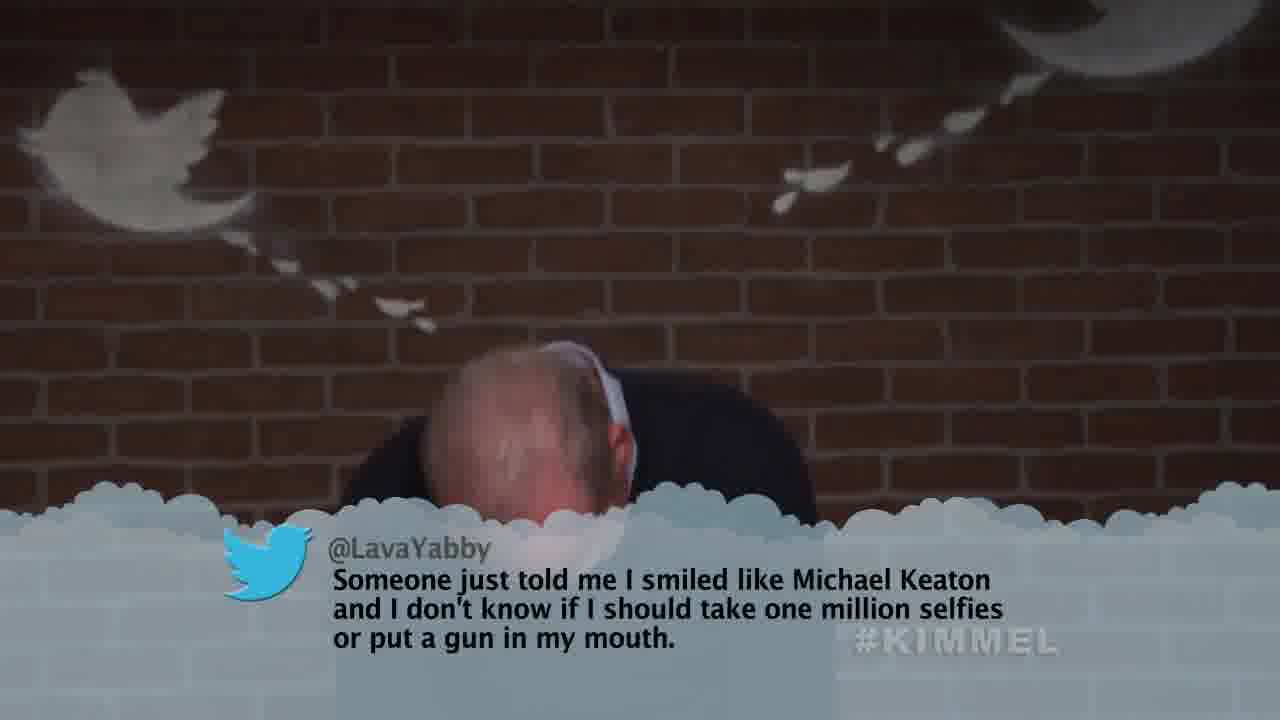 @LavaYabby
Someone just told me I smiled like Michael Keaton
and I don't know if I should take one million selfies
or put a gun in my mouth.
#KIMMEL